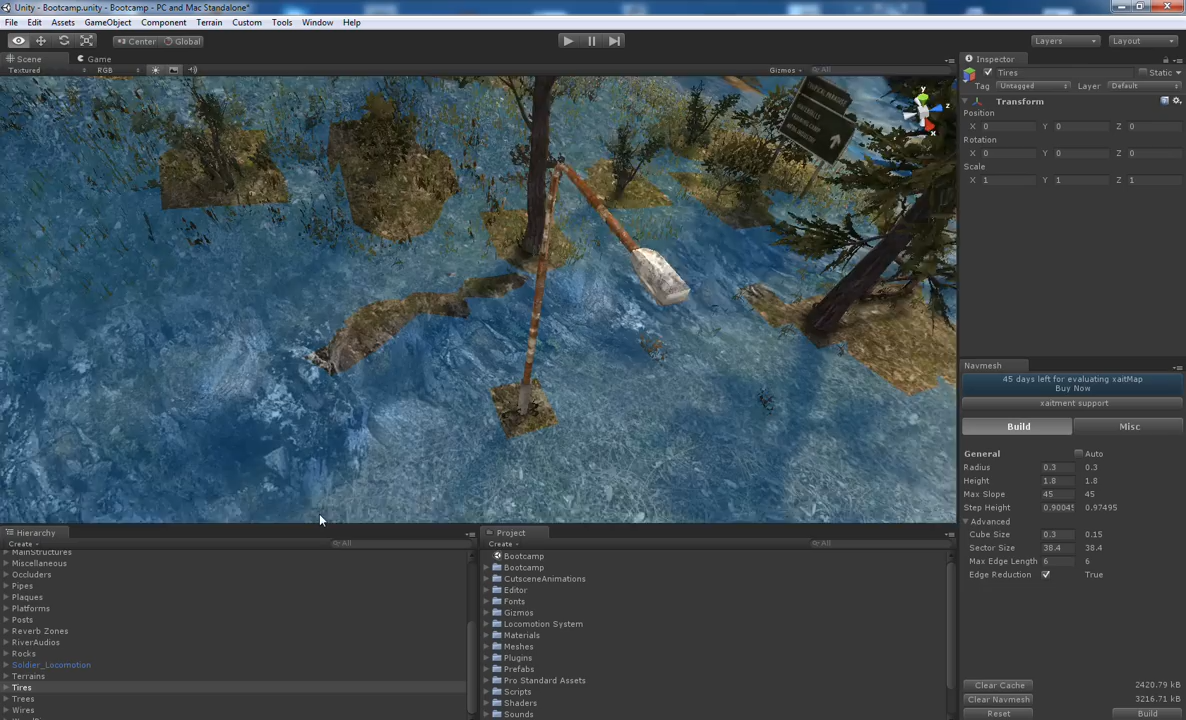 Unity - Bootcamp.unity - Bootcamp - PC and Mac Standalone*
File Edit Assets GameObject Component Terrain Custom Tools Window Help
Center Global Layers Layout
Scene Game
Textured RGB Gizmos All
TROPICAL PARADISE
WATERFALLS
TRAINING CAMP
y
z
x
Inspector
Tires Static
Tag Untagged Layer Default
Transform
Position
X 0 Y 0 Z 0
Rotation
X 0 Y 0 Z 0
Scale
X 1 Y 1 Z 1
Navmesh
45 days left for evaluating xaitMap
Buy Now
xaitment support
Build Misc
General Auto
Radius 0.3 0.3
Height 1.8 1.8
Max Slope 45 45
Step Height 0.90045 0.97495
Advanced
Cube Size 0.3 0.15
Sector Size 38.4 38.4
Max Edge Length 6 6
Edge Reduction True
Clear Cache 2420.79 kB
Clear Navmesh 3216.71 kB
Reset Build
Hierarchy
Create All
MainStructures
Miscellaneous
Occluders
Pipes
Plaques
Platforms
Posts
Reverb Zones
RiverAudios
Rocks
Soldier_Locomotion
Terrains
Tires
Trees
Wires
Project
Create All
Bootcamp
Bootcamp
CutsceneAnimations
Editor
Fonts
Gizmos
Locomotion System
Materials
Meshes
Plugins
Prefabs
Pro Standard Assets
Scripts
Shaders
Sounds